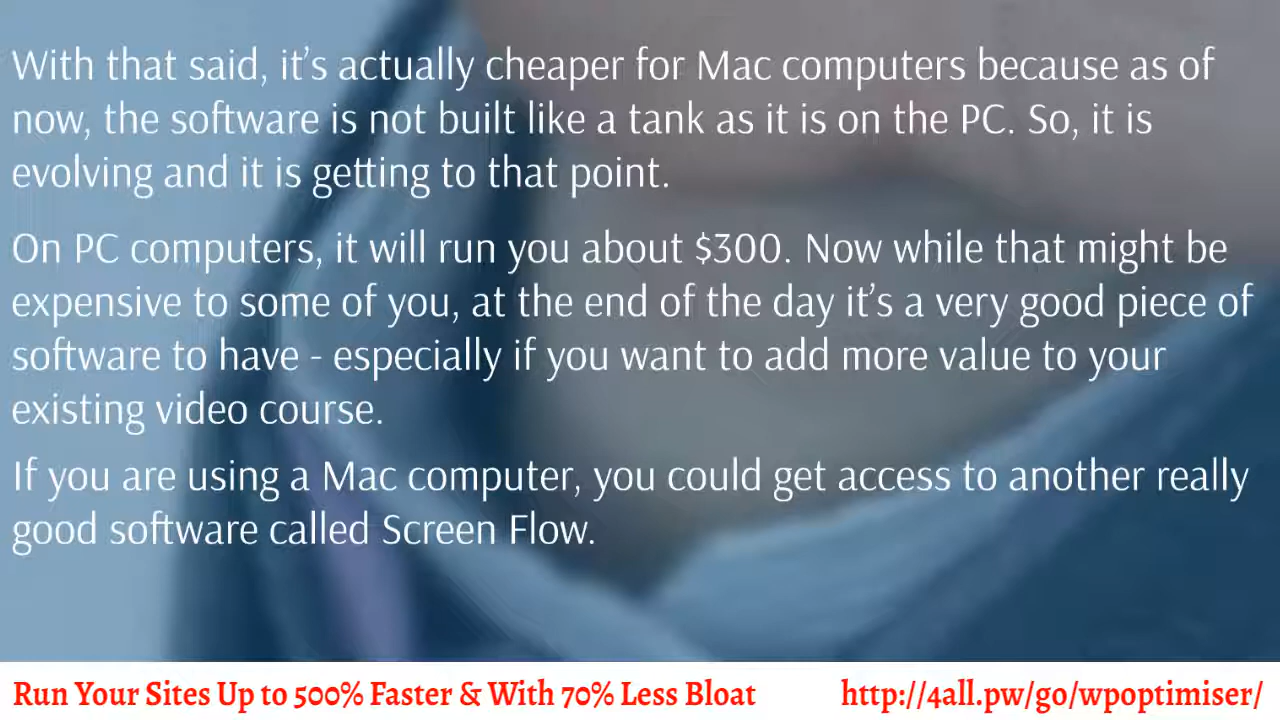 With that said, it's actually cheaper for Mac computers because as of
now, the software is not built like a tank as it is on the PC. So, it is
evolving and it is getting to that point.
On PC computers, it will run you about $300. Now while that might be
expensive to some of you, at the end of the day it's a very good piece of
software to have - especially if you want to add more value to your
existing video course.
If you are using a Mac computer, you could get access to another really
good software called Screen Flow.
Run Your Sites Up to 500% Faster & With 70% Less Bloat http://4all.pw/go/wpoptimiser/